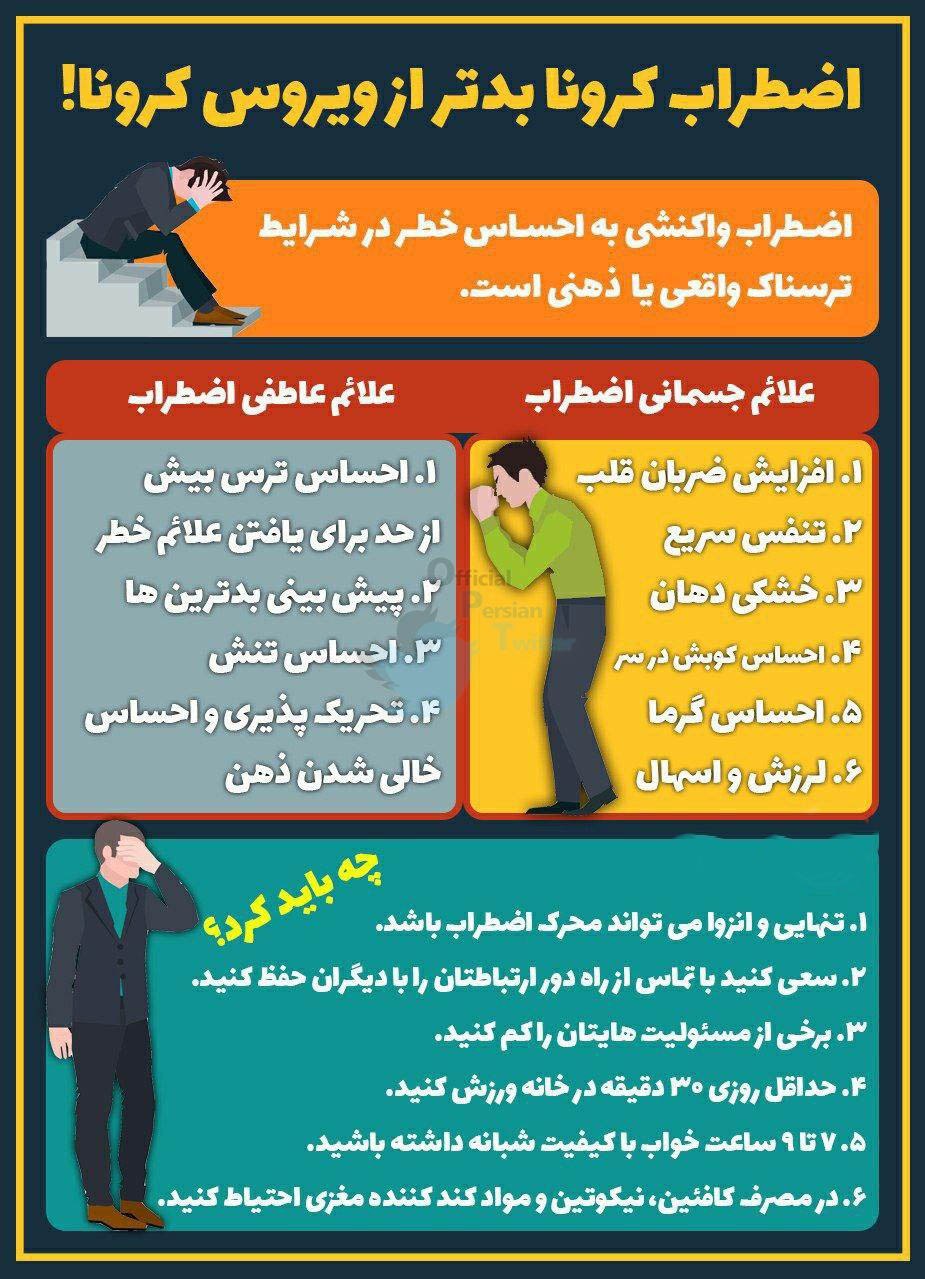 اضطراب کرونا بدتر از ویروس کرونا!
اضطراب واکنشی به احساس خطر در شرایط
ترسناک واقعی یا ذهنی است.
علائم جسمانی اضطراب
۱. افزایش ضربان قلب
۲. تنفس سریع
۳. خشکی دهان
۴. احساس کوبش در سر
۵. احساس گرما
۶. لرزش و اسهال
علائم عاطفی اضطراب
۱. احساس ترس بیش
از حد برای یافتن علائم خطر
۲. پیش بینی بدترین ها
۳. احساس تنش
۴. تحریک پذیری و احساس
خالی شدن ذهن
Official
Persian
Twitter
چه باید کرد؟
۱. تنهایی و انزوا می تواند محرک اضطراب باشد.
۲. سعی کنید با تماس از راه دور ارتباطتان را با دیگران حفظ کنید.
۳. برخی از مسئولیت هایتان را کم کنید.
۴. حداقل روزی ۳۰ دقیقه در خانه ورزش کنید.
۵. ۷ تا ۹ ساعت خواب با کیفیت شبانه داشته باشید.
۶. در مصرف کافئین، نیکوتین و مواد کند کننده مغزی احتیاط کنید.